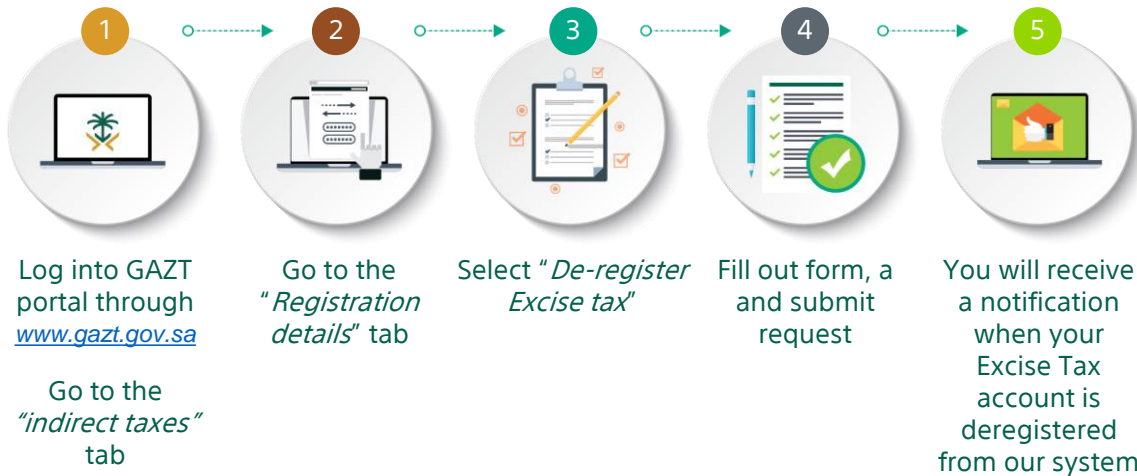 1
Log into GAZT
portal through
www.gazt.gov.sa
Go to the
“indirect taxes”
tab
2
Go to the
“Registration
details” tab
3
Select “De-register
Excise tax”
4
Fill out form, a
and submit
request
5
You will receive
a notification
when your
Excise Tax
account is
deregistered
from our system